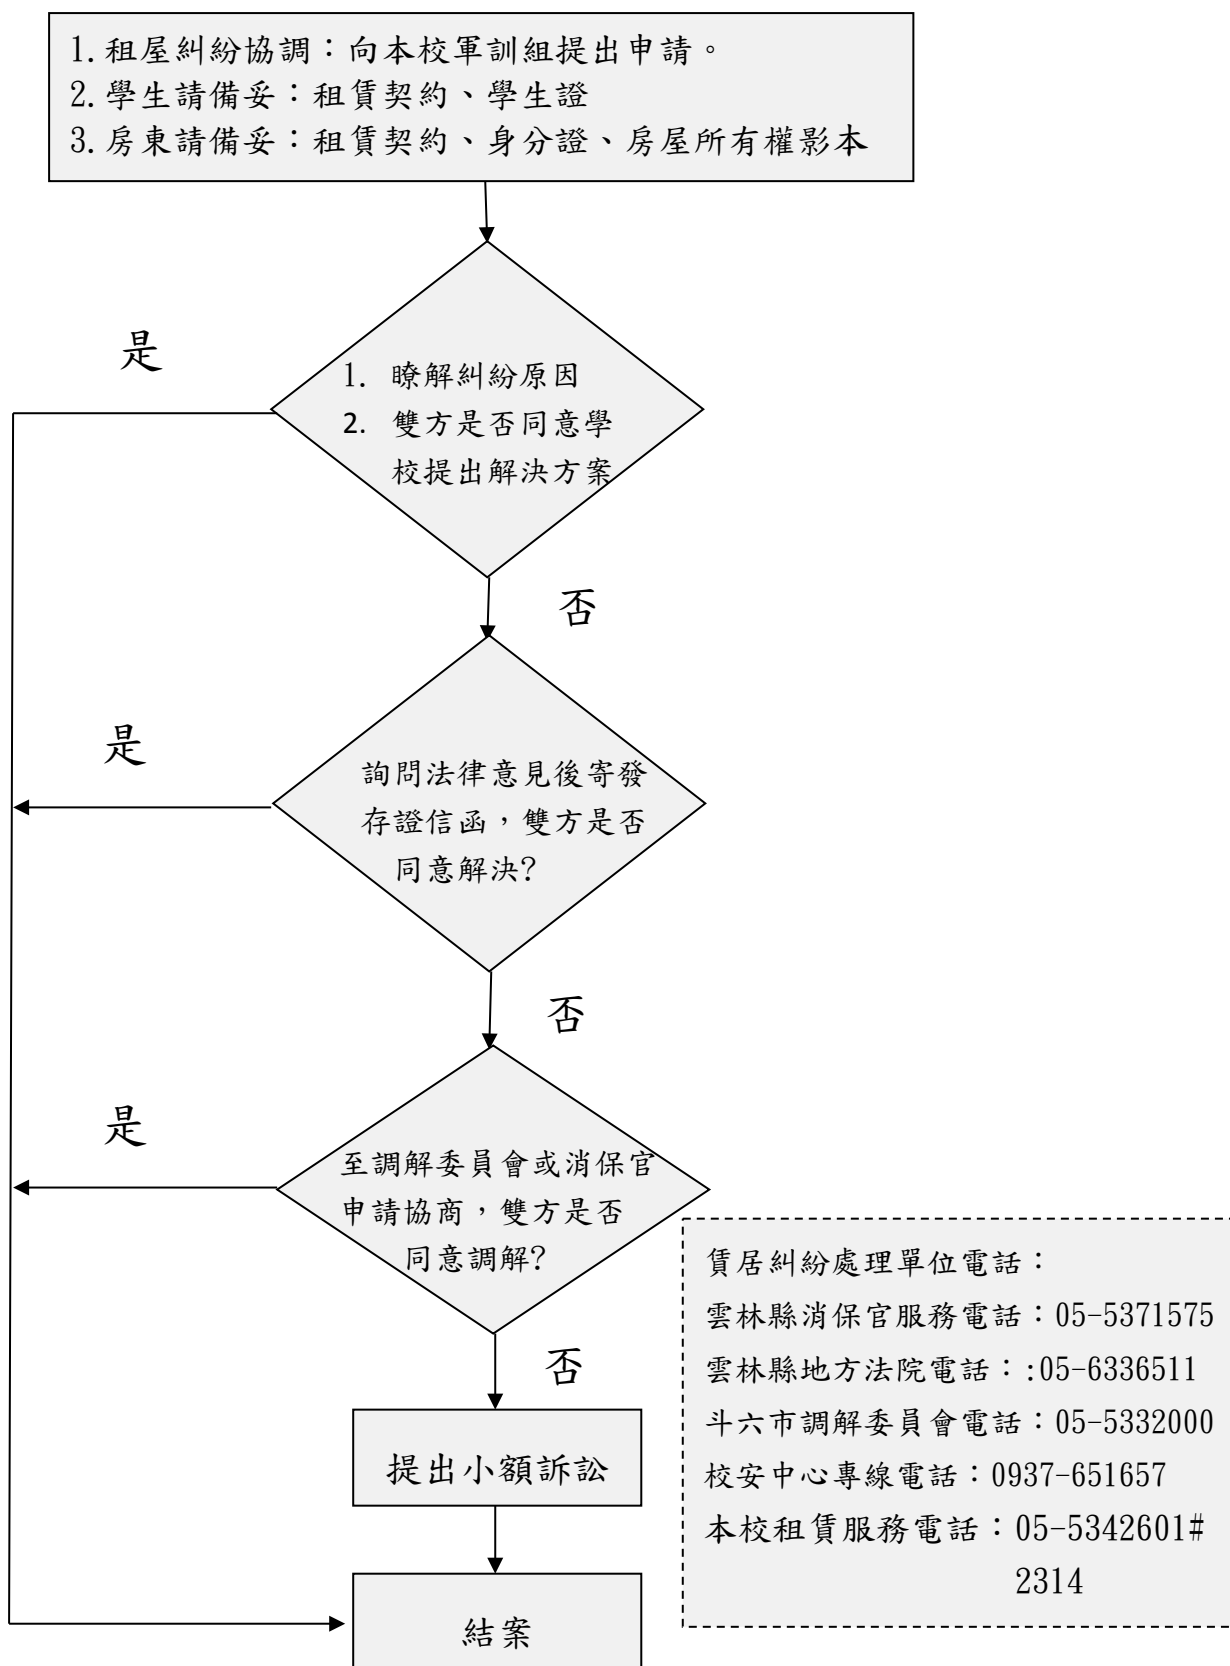 1.租屋糾紛協調：向本校軍訓組提出申請。
2.學生請備妥：租賃契約、學生證
3.房東請備妥：租賃契約、身分證、房屋所有權影本
是
1. 瞭解糾紛原因
2. 雙方是否同意學
校提出解決方案
否
是
詢問法律意見後寄發
存證信函，雙方是否
同意解決?
否
是
至調解委員會或消保官
申請協商，雙方是否
同意調解?
否
提出小額訴訟
結案
賃居糾紛處理單位電話：
雲林縣消保官服務電話：05-5371575
雲林縣地方法院電話：:05-6336511
斗六市調解委員會電話：05-5332000
校安中心專線電話：0937-651657
本校租賃服務電話：05-5342601#
2314